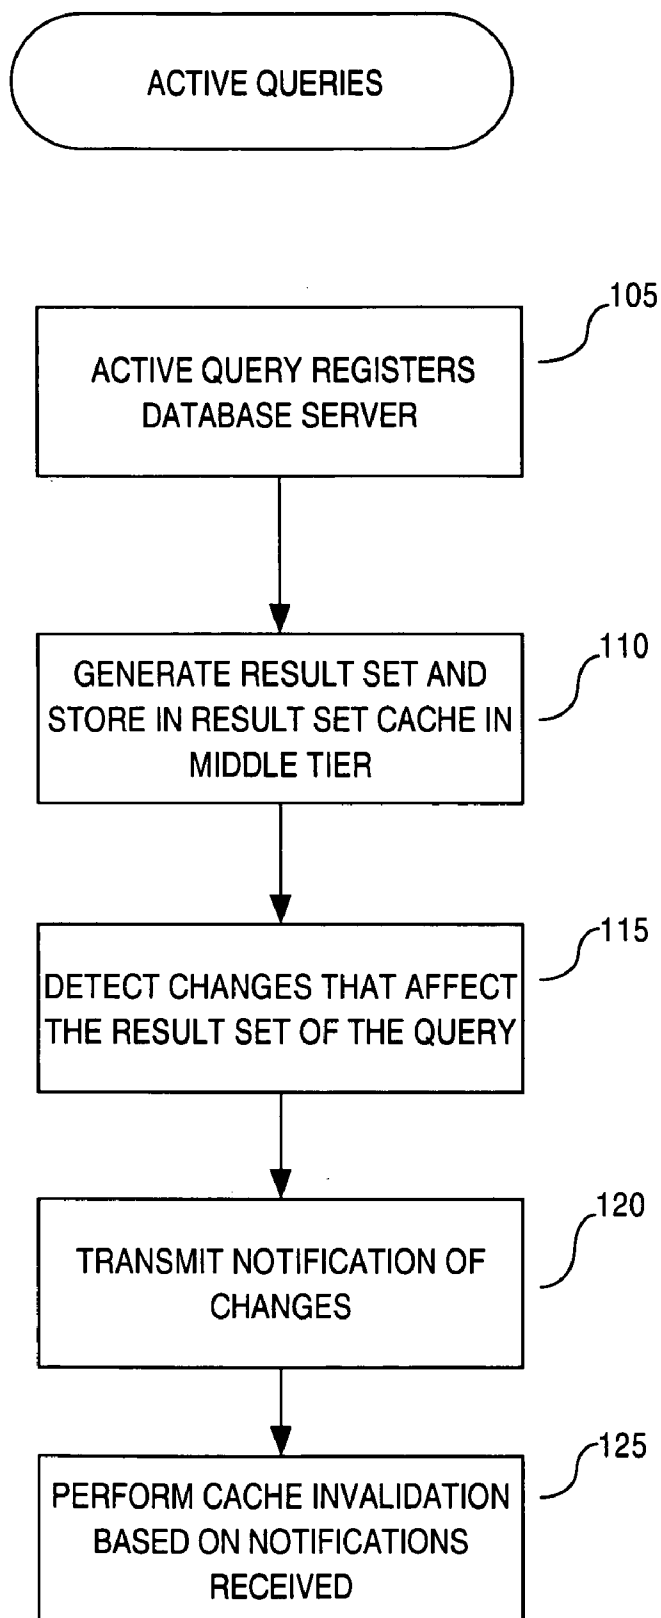 ACTIVE QUERIES
105
ACTIVE QUERY REGISTERS
DATABASE SERVER
110
GENERATE RESULT SET AND
STORE IN RESULT SET CACHE IN
MIDDLE TIER
115
DETECT CHANGES THAT AFFECT
THE RESULT SET OF THE QUERY
120
TRANSMIT NOTIFICATION OF
CHANGES
125
PERFORM CACHE INVALIDATION
BASED ON NOTIFICATIONS
RECEIVED